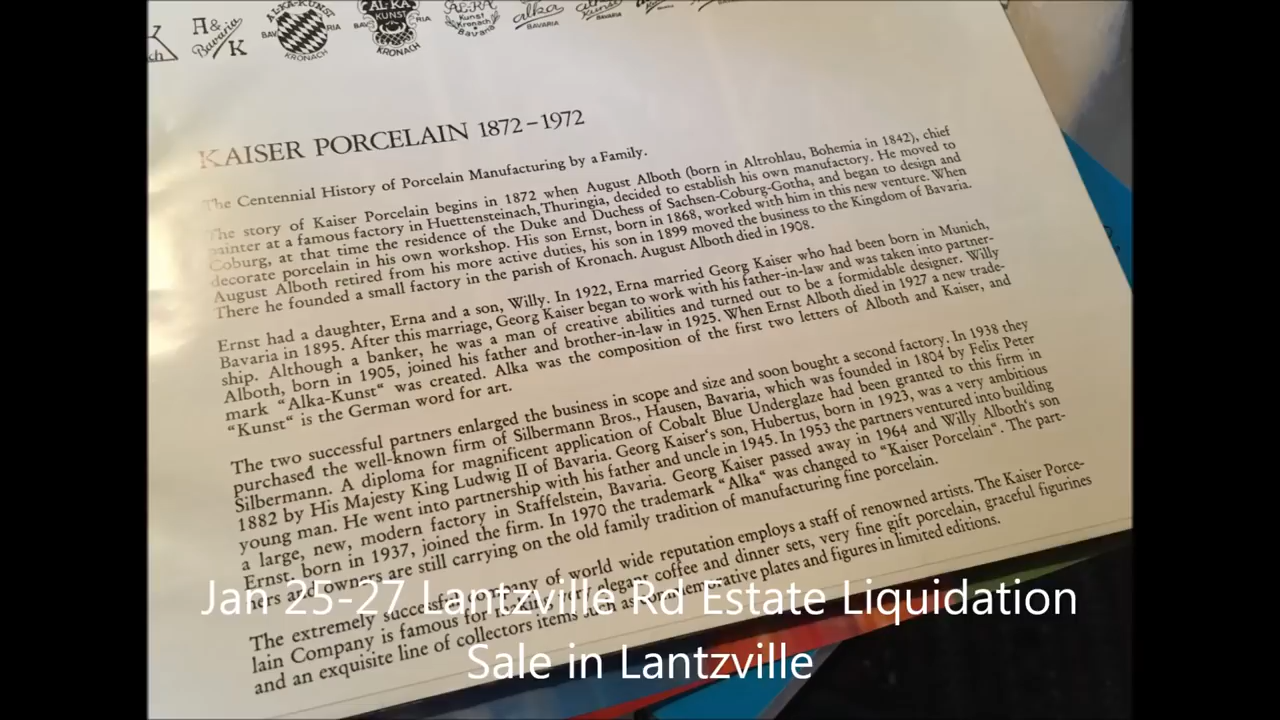 A& Bavaria K
ALKA-KUNST
BAVARIA
KRONACH
AL-KA
KUNST
BAVARIA
KRONACH
AL-KA
Kunst
Kronach
Bavaria
alka
BAVARIA
BAVARIA
KAISER PORCELAIN 1872–1972
The Centennial History of Porcelain Manufacturing by a Family.
The story of Kaiser Porcelain begins in 1872 when August Alboth (born in Altrohlau, Bohemia in 1842), chief
painter at a famous factory in Huettensteinach, Thuringia, decided to establish his own manufactory. He moved to
Coburg, at that time the residence of the Duke and Duchess of Sachsen-Coburg-Gotha, and began to design and
decorate porcelain in his own workshop. His son Ernst, born in 1868, worked with him in this new venture. When
August Alboth retired from his more active duties, his son in 1899 moved the business to the Kingdom of Bavaria.
There he founded a small factory in the parish of Kronach. August Alboth died in 1908.
Ernst had a daughter, Erna and a son, Willy. In 1922, Erna married Georg Kaiser who had been born in Munich,
Bavaria in 1895. After this marriage, Georg Kaiser began to work with his father-in-law and was taken into partner-
ship. Although a banker, he was a man of creative abilities and turned out to be a formidable designer. Willy
Alboth, born in 1905, joined his father and brother-in-law in 1925. When Ernst Alboth died in 1927 a new trade-
mark “Alka-Kunst“ was created. Alka was the composition of the first two letters of Alboth and Kaiser, and
“Kunst“ is the German word for art.
The two successful partners enlarged the business in scope and size and soon bought a second factory. In 1938 they
purchased the well-known firm of Silbermann Bros., Hausen, Bavaria, which was founded in 1804 by Felix Peter
Silbermann. A diploma for magnificent application of Cobalt Blue Underglaze had been granted to this firm in
1882 by His Majesty King Ludwig II of Bavaria. Georg Kaiser's son, Hubertus, born in 1923, was a very ambitious
young man. He went into partnership with his father and uncle in 1945. In 1953 the partners ventured into building
a large, new, modern factory in Staffelstein, Bavaria. Georg Kaiser passed away in 1964 and Willy Alboth's son
Ernst, born in 1937, joined the firm. In 1970 the trademark “Alka“ was changed to “Kaiser Porcelain“. The part-
ners and owners are still carrying on the old family tradition of manufacturing fine porcelain.
The extremely successful company of world wide reputation employs a staff of renowned artists. The Kaiser Porce-
lain Company is famous for making very elegant coffee and dinner sets, very fine gift porcelain, graceful figurines
and an exquisite line of collectors items such as commemorative plates and figures in limited editions.
Jan 25-27 Lantzville Rd Estate Liquidation
Sale in Lantzville